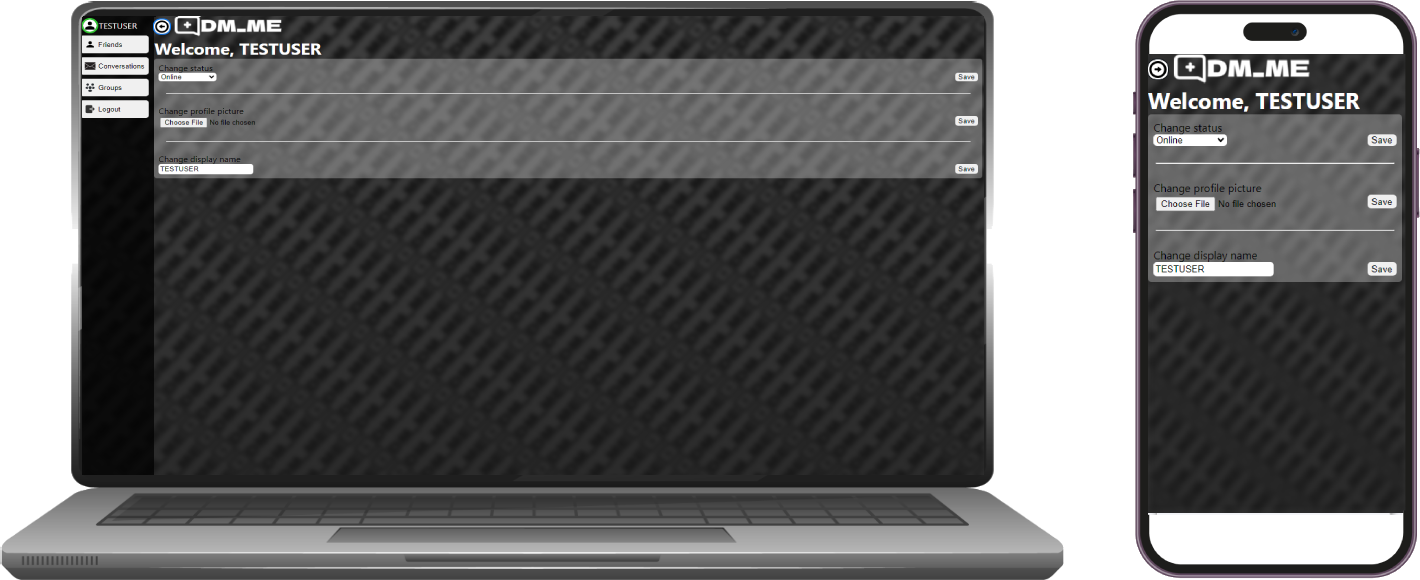 TESTUSER
DM_ME
Friends
Welcome, TESTUSER
Conversations
Change status
Online
Save
Groups
Logout
Change profile picture
Choose File No file chosen
Save
Change display name
TESTUSER
Save
DM_ME
Welcome, TESTUSER
Change status
Online
Save
Change profile picture
Choose File No file chosen
Save
Change display name
TESTUSER
Save